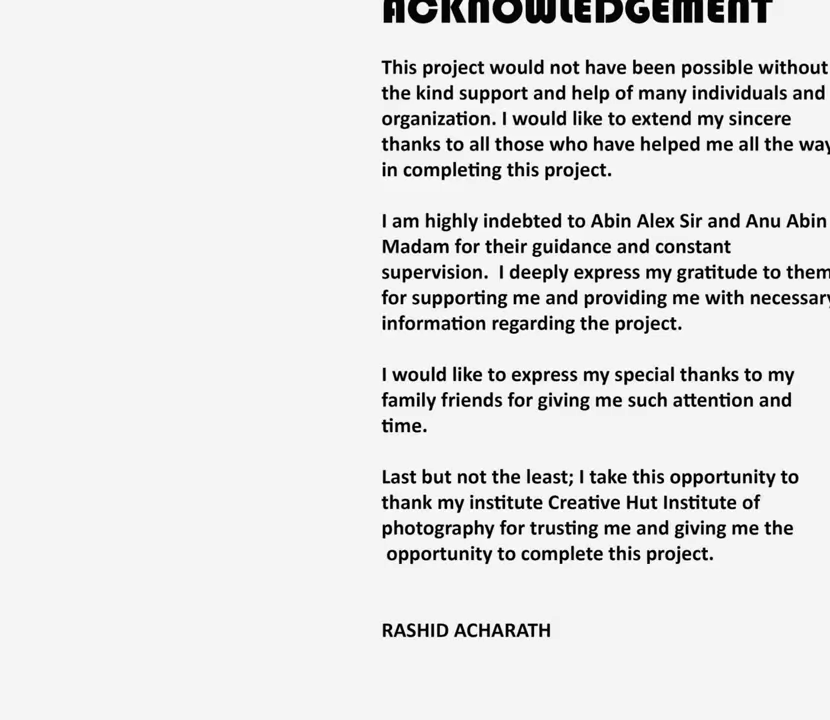 ACKNOWLEDGEMENT
This project would not have been possible without
the kind support and help of many individuals and
organization. I would like to extend my sincere
thanks to all those who have helped me all the way
in completing this project.
I am highly indebted to Abin Alex Sir and Anu Abin
Madam for their guidance and constant
supervision.  I deeply express my gratitude to them
for supporting me and providing me with necessary
information regarding the project.
I would like to express my special thanks to my
family friends for giving me such attention and
time.
Last but not the least; I take this opportunity to
thank my institute Creative Hut Institute of
photography for trusting me and giving me the
opportunity to complete this project.
RASHID ACHARATH